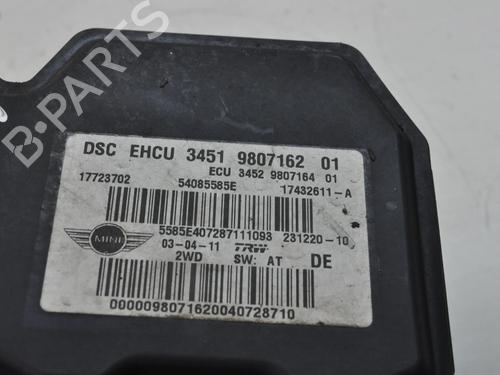 B-PARTS
DSC EHCU 3451 9807162 01
ECU 3452 9807164 01
17723702 54085585E 17432611-A
5585E407287111093 231220-10
MINI 03-04-11 TRW DE
2WD SW: AT
0000098071620040728710